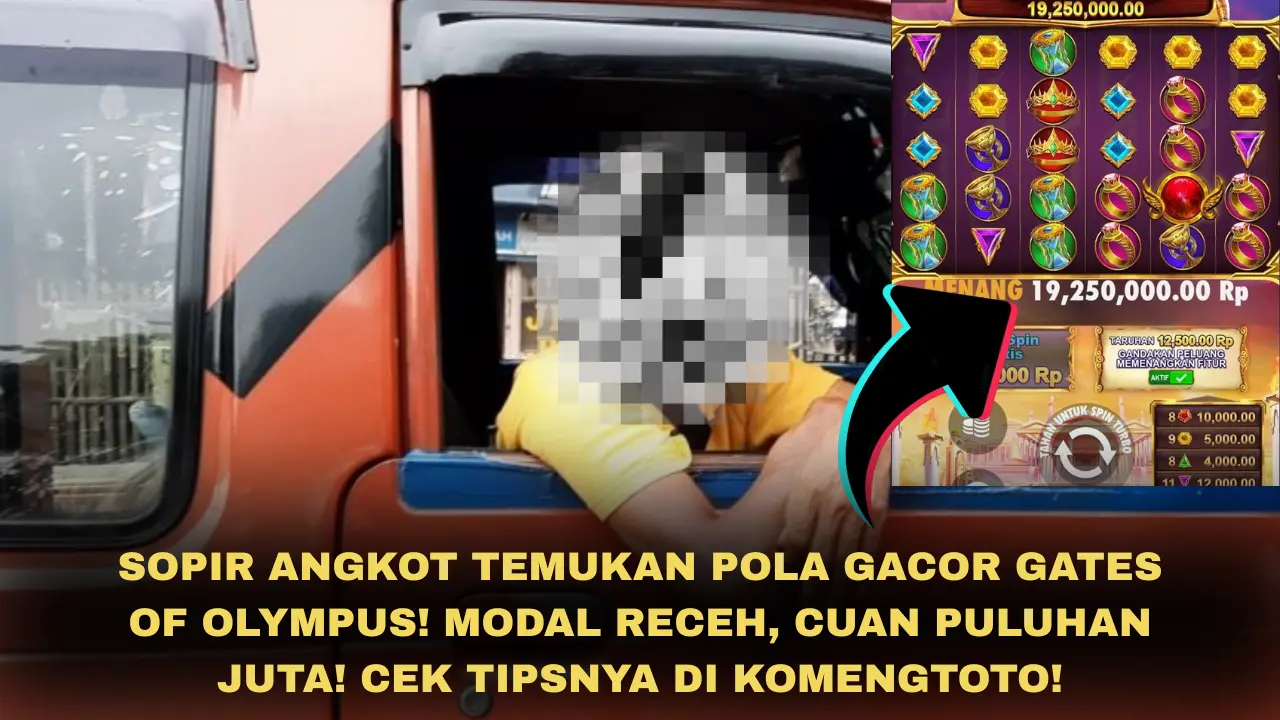 19,250,000.00
MENANG 19,250,000.00 Rp
Spin
000 Rp
TARUHAN 12,500.00 Rp
GANDAKAN PELUANG
MEMENANGKAN FITUR
AKTIF
TAHAN UNTUK SPIN TURBO
8 10,000.00
9 5,000.00
8 4,000.00
11 12,000.00
SOPIR ANGKOT TEMUKAN POLA GACOR GATES
OF OLYMPUS! MODAL RECEH, CUAN PULUHAN
JUTA! CEK TIPSNYA DI KOMENGTOTO!